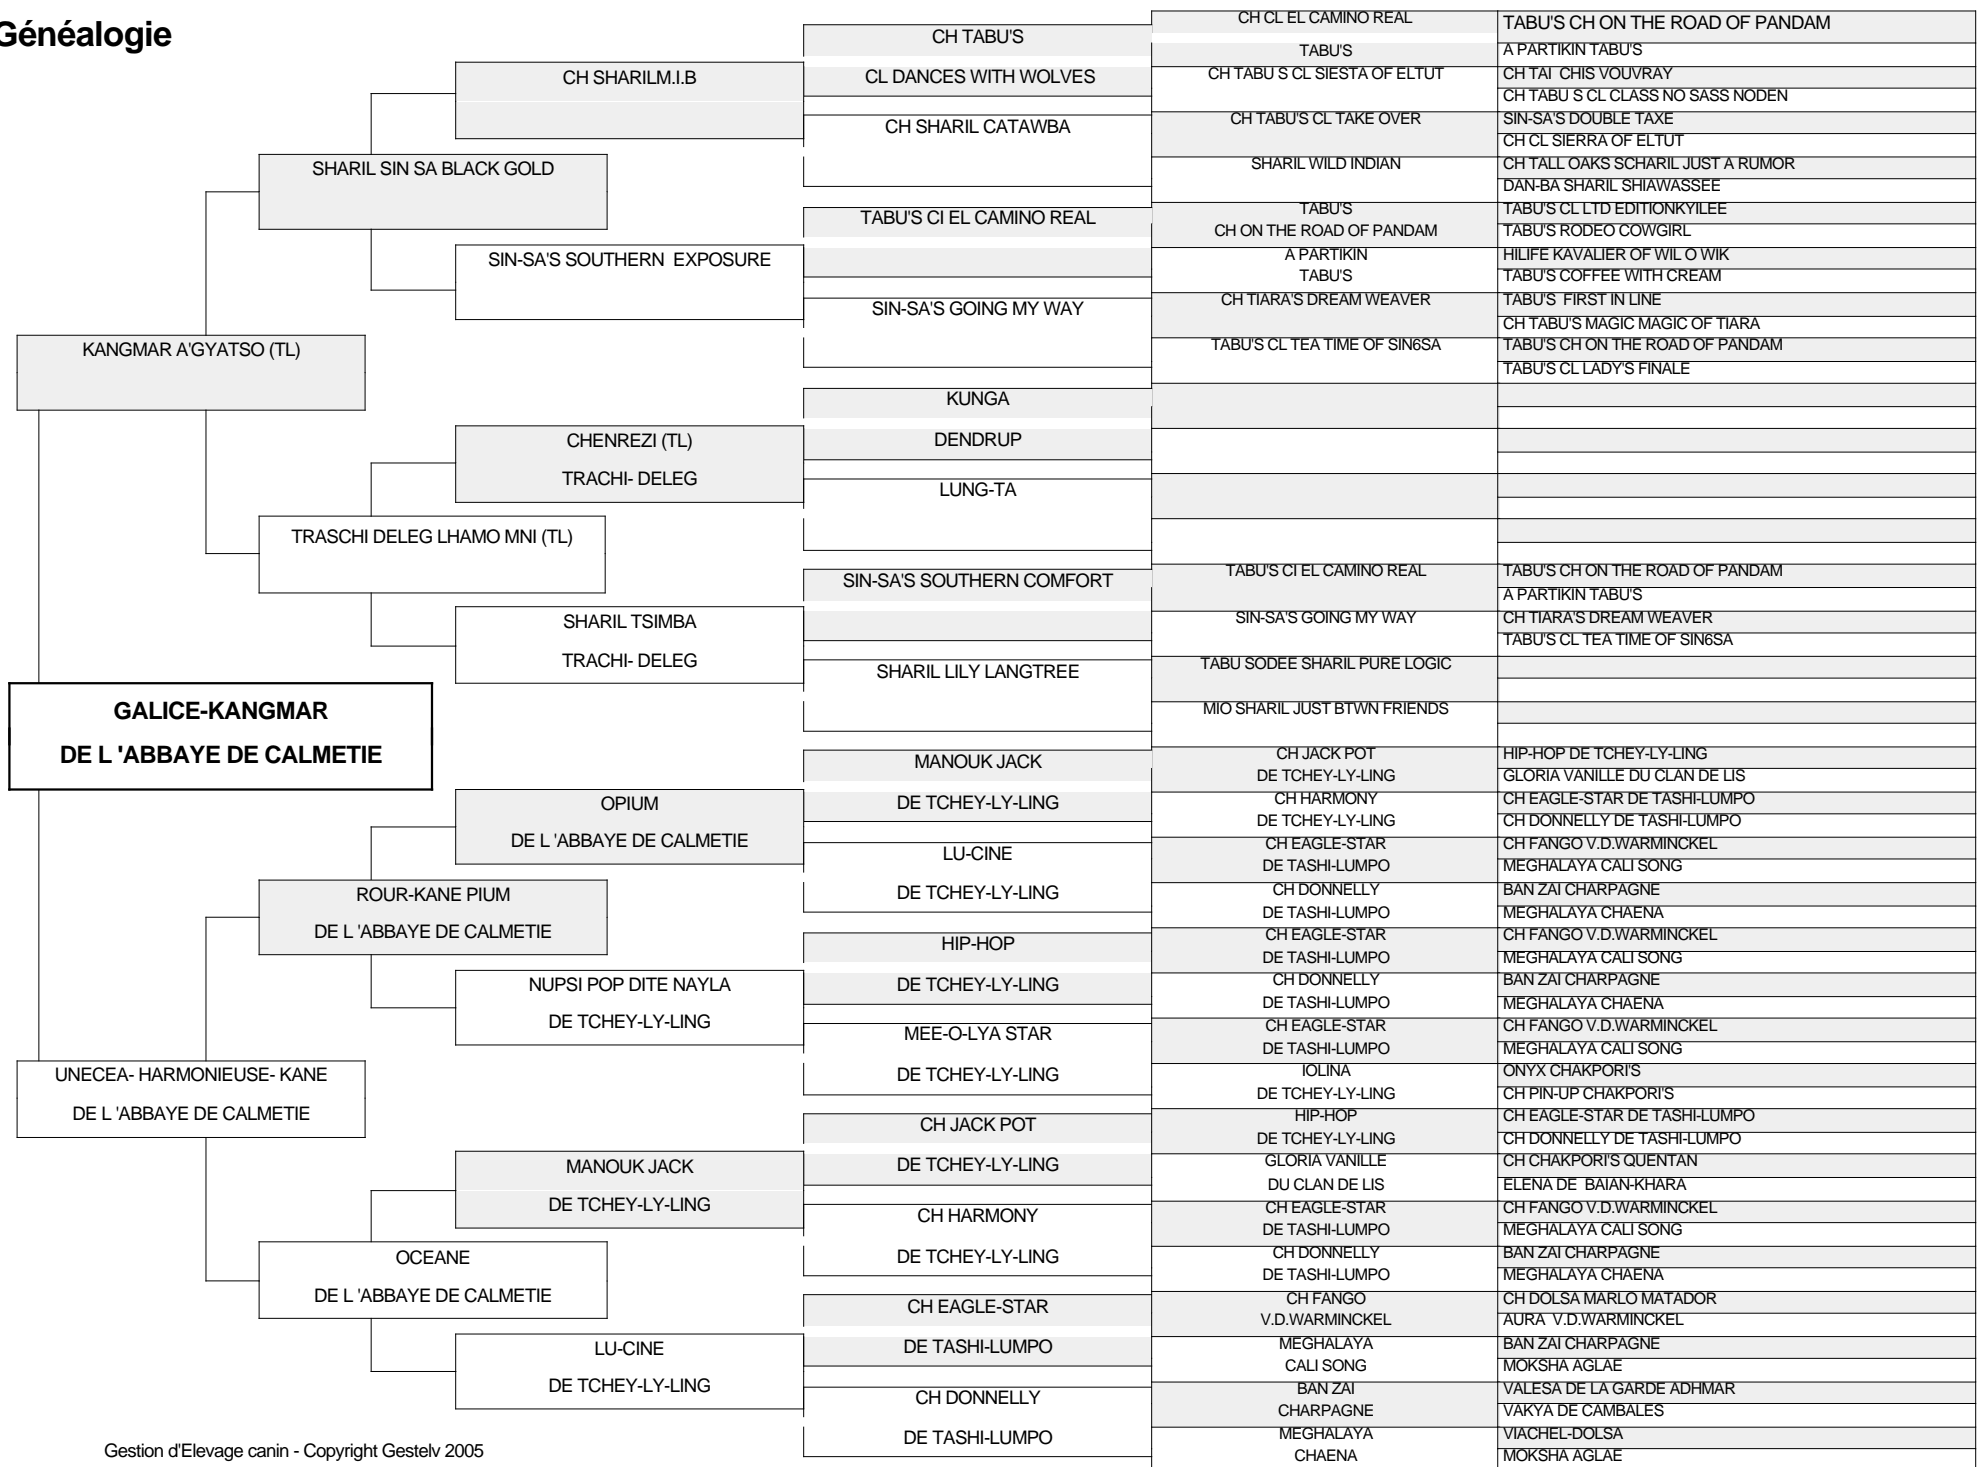 Généalogie
GALICE-KANGMAR
DE L 'ABBAYE DE CALMETIE
KANGMAR A'GYATSO (TL)
UNECEA- HARMONIEUSE- KANE
DE L 'ABBAYE DE CALMETIE
SHARIL SIN SA BLACK GOLD
TRASCHI DELEG LHAMO MNI (TL)
ROUR-KANE PIUM
DE L 'ABBAYE DE CALMETIE
OCEANE
DE L 'ABBAYE DE CALMETIE
CH SHARILM.I.B
SIN-SA'S SOUTHERN EXPOSURE
CHENREZI (TL)
TRACHI- DELEG
SHARIL TSIMBA
TRACHI- DELEG
OPIUM
DE L 'ABBAYE DE CALMETIE
NUPSI POP DITE NAYLA
DE TCHEY-LY-LING
MANOUK JACK
DE TCHEY-LY-LING
LU-CINE
DE TCHEY-LY-LING
CH TABU'S
CL DANCES WITH WOLVES
CH SHARIL CATAWBA
TABU'S CI EL CAMINO REAL
SIN-SA'S GOING MY WAY
KUNGA
DENDRUP
LUNG-TA
SIN-SA'S SOUTHERN COMFORT
SHARIL LILY LANGTREE
MANOUK JACK
DE TCHEY-LY-LING
LU-CINE
DE TCHEY-LY-LING
HIP-HOP
DE TCHEY-LY-LING
MEE-O-LYA STAR
DE TCHEY-LY-LING
CH JACK POT
DE TCHEY-LY-LING
CH HARMONY
DE TCHEY-LY-LING
CH EAGLE-STAR
DE TASHI-LUMPO
CH DONNELLY
DE TASHI-LUMPO
CH CL EL CAMINO REAL
TABU'S
CH TABU S CL SIESTA OF ELTUT
CH TABU'S CL TAKE OVER
SHARIL WILD INDIAN
TABU'S
CH ON THE ROAD OF PANDAM
A PARTIKIN
TABU'S
CH TIARA'S DREAM WEAVER
TABU'S CL TEA TIME OF SIN6SA
TABU'S CI EL CAMINO REAL
SIN-SA'S GOING MY WAY
TABU SODEE SHARIL PURE LOGIC
MIO SHARIL JUST BTWN FRIENDS
CH JACK POT
DE TCHEY-LY-LING
CH HARMONY
DE TCHEY-LY-LING
CH EAGLE-STAR
DE TASHI-LUMPO
CH DONNELLY
DE TASHI-LUMPO
CH EAGLE-STAR
DE TASHI-LUMPO
CH DONNELLY
DE TASHI-LUMPO
CH EAGLE-STAR
DE TASHI-LUMPO
IOLINA
DE TCHEY-LY-LING
HIP-HOP
DE TCHEY-LY-LING
GLORIA VANILLE
DU CLAN DE LIS
CH EAGLE-STAR
DE TASHI-LUMPO
CH DONNELLY
DE TASHI-LUMPO
CH FANGO
V.D.WARMINCKEL
MEGHALAYA
CALI SONG
BAN ZAI
CHARPAGNE
MEGHALAYA
CHAENA
TABU'S CH ON THE ROAD OF PANDAM
A PARTIKIN TABU'S
CH TAI CHIS VOUVRAY
CH TABU S CL CLASS NO SASS NODEN
SIN-SA'S DOUBLE TAXE
CH CL SIERRA OF ELTUT
CH TALL OAKS SCHARIL JUST A RUMOR
DAN-BA SHARIL SHIAWASSEE
TABU'S CL LTD EDITIONKYILEE
TABU'S RODEO COWGIRL
HILIFE KAVALIER OF WIL O WIK
TABU'S COFFEE WITH CREAM
TABU'S FIRST IN LINE
CH TABU'S MAGIC MAGIC OF TIARA
TABU'S CH ON THE ROAD OF PANDAM
TABU'S CL LADY'S FINALE
TABU'S CH ON THE ROAD OF PANDAM
A PARTIKIN TABU'S
CH TIARA'S DREAM WEAVER
TABU'S CL TEA TIME OF SIN6SA
HIP-HOP DE TCHEY-LY-LING
GLORIA VANILLE DU CLAN DE LIS
CH EAGLE-STAR DE TASHI-LUMPO
CH DONNELLY DE TASHI-LUMPO
CH FANGO V.D.WARMINCKEL
MEGHALAYA CALI SONG
BAN ZAI CHARPAGNE
MEGHALAYA CHAENA
CH FANGO V.D.WARMINCKEL
MEGHALAYA CALI SONG
BAN ZAI CHARPAGNE
MEGHALAYA CHAENA
CH FANGO V.D.WARMINCKEL
MEGHALAYA CALI SONG
ONYX CHAKPORI'S
CH PIN-UP CHAKPORI'S
CH EAGLE-STAR DE TASHI-LUMPO
CH DONNELLY DE TASHI-LUMPO
CH CHAKPORI'S QUENTAN
ELENA DE BAIAN-KHARA
CH FANGO V.D.WARMINCKEL
MEGHALAYA CALI SONG
BAN ZAI CHARPAGNE
MEGHALAYA CHAENA
CH DOLSA MARLO MATADOR
AURA V.D.WARMINCKEL
BAN ZAI CHARPAGNE
MOKSHA AGLAE
VALESA DE LA GARDE ADHMAR
VAKYA DE CAMBALES
VIACHEL-DOLSA
MOKSHA AGLAE
Gestion d'Elevage canin - Copyright Gestelv 2005